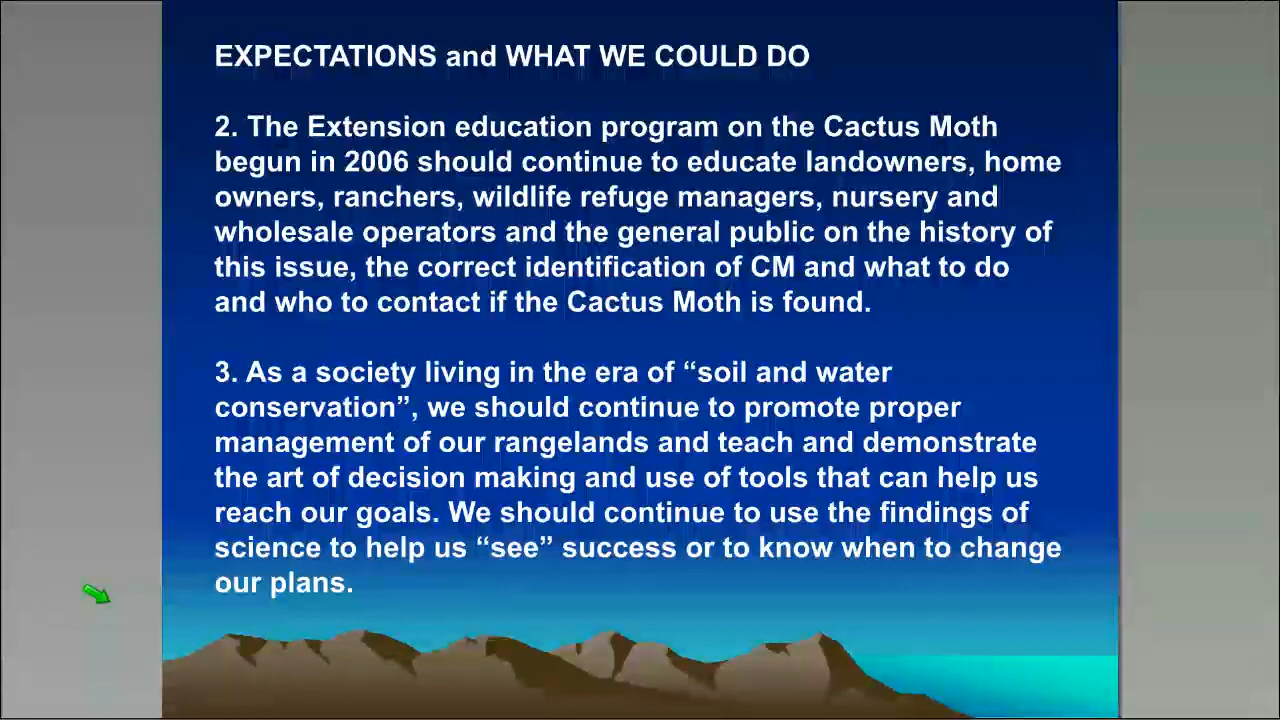 EXPECTATIONS and WHAT WE COULD DO
2. The Extension education program on the Cactus Moth
begun in 2006 should continue to educate landowners, home
owners, ranchers, wildlife refuge managers, nursery and
wholesale operators and the general public on the history of
this issue, the correct identification of CM and what to do
and who to contact if the Cactus Moth is found.
3. As a society living in the era of “soil and water
conservation”, we should continue to promote proper
management of our rangelands and teach and demonstrate
the art of decision making and use of tools that can help us
reach our goals. We should continue to use the findings of
science to help us “see” success or to know when to change
our plans.